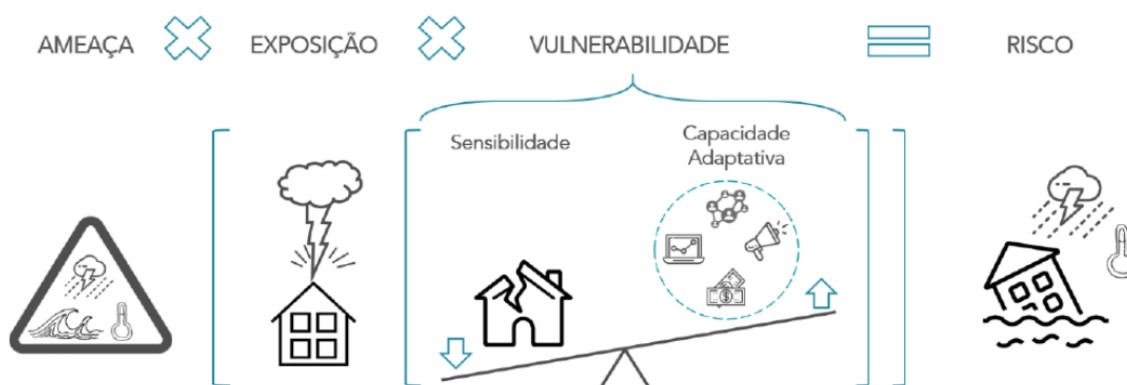 AMEAÇA EXPOSIÇÃO VULNERABILIDADE RISCO
Sensibilidade
Capacidade
Adaptativa
$